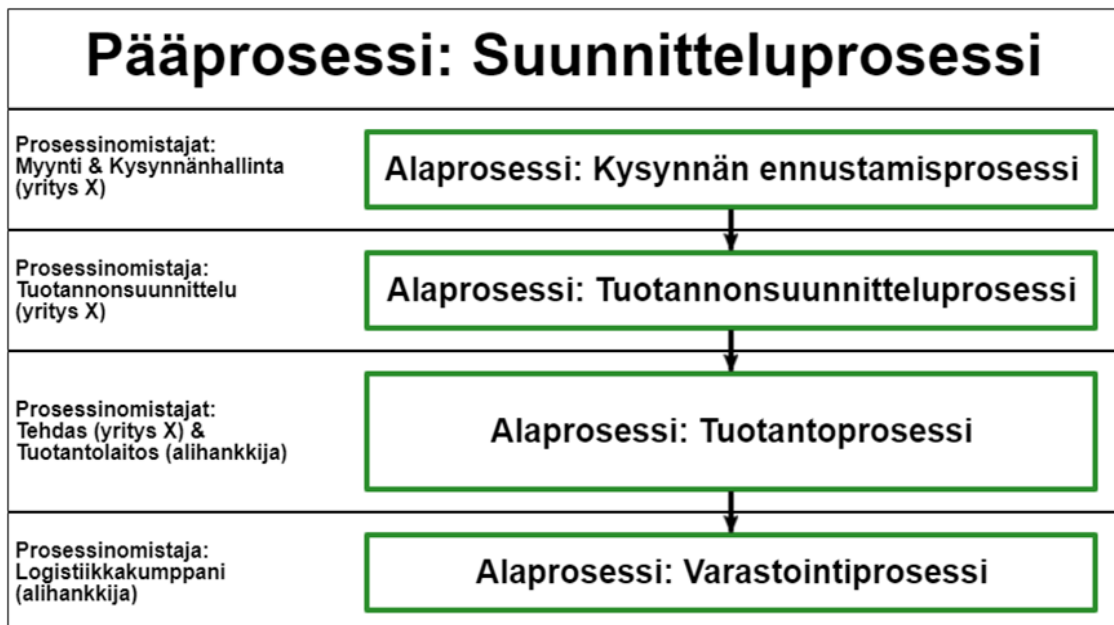 Pääprosessi: Suunnitteluprosessi
Prosessinomistajat:
Myynti & Kysynnänhallinta
(yritys X)
Alaprosessi: Kysynnän ennustamisprosessi
Prosessinomistaja:
Tuotannonsuunnittelu
(yritys X)
Alaprosessi: Tuotannonsuunnitteluprosessi
Prosessinomistajat:
Tehdas (yritys X) &
Tuotantolaitos (alihankkija)
Alaprosessi: Tuotantoprosessi
Prosessinomistaja:
Logistiikkakumppani
(alihankkija)
Alaprosessi: Varastointiprosessi